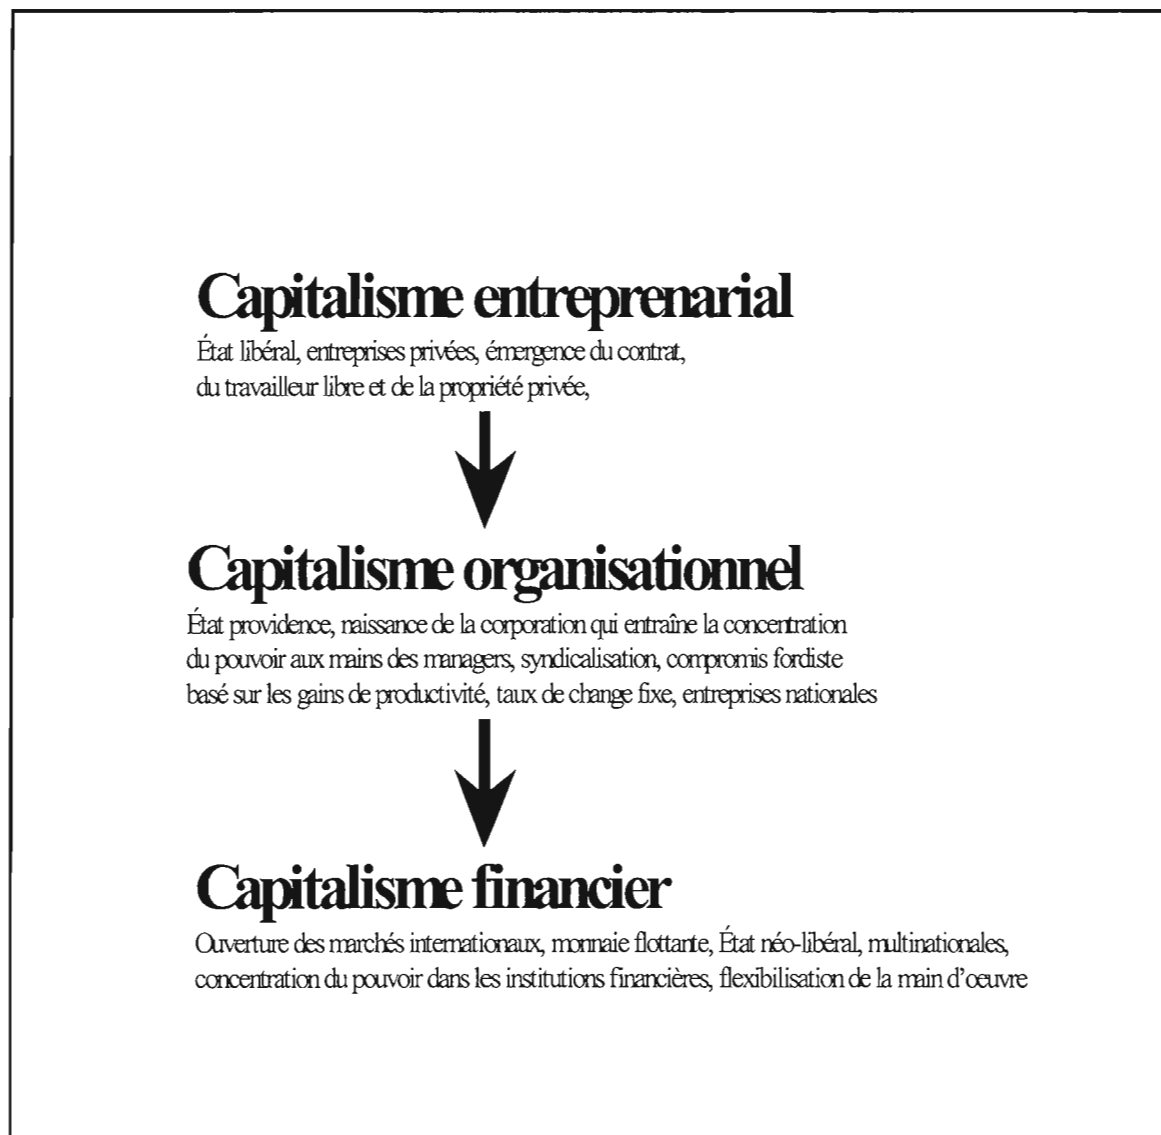 Capitalisme entreprenarial
État libéral, entreprises privées, émergence du contrat,
du travailleur libre et de la propriété privée,
Capitalisme organisationnel
État providence, naissance de la corporation qui entraîne la concentration
du pouvoir aux mains des managers, syndicalisation, compromis fordiste
basé sur les gains de productivité, taux de change fixe, entreprises nationales
Capitalisme financier
Ouverture des marchés internationaux, monnaie flottante, État néo-libéral, multinationales,
concentration du pouvoir dans les institutions financières, flexibilisation de la main d'oeuvre